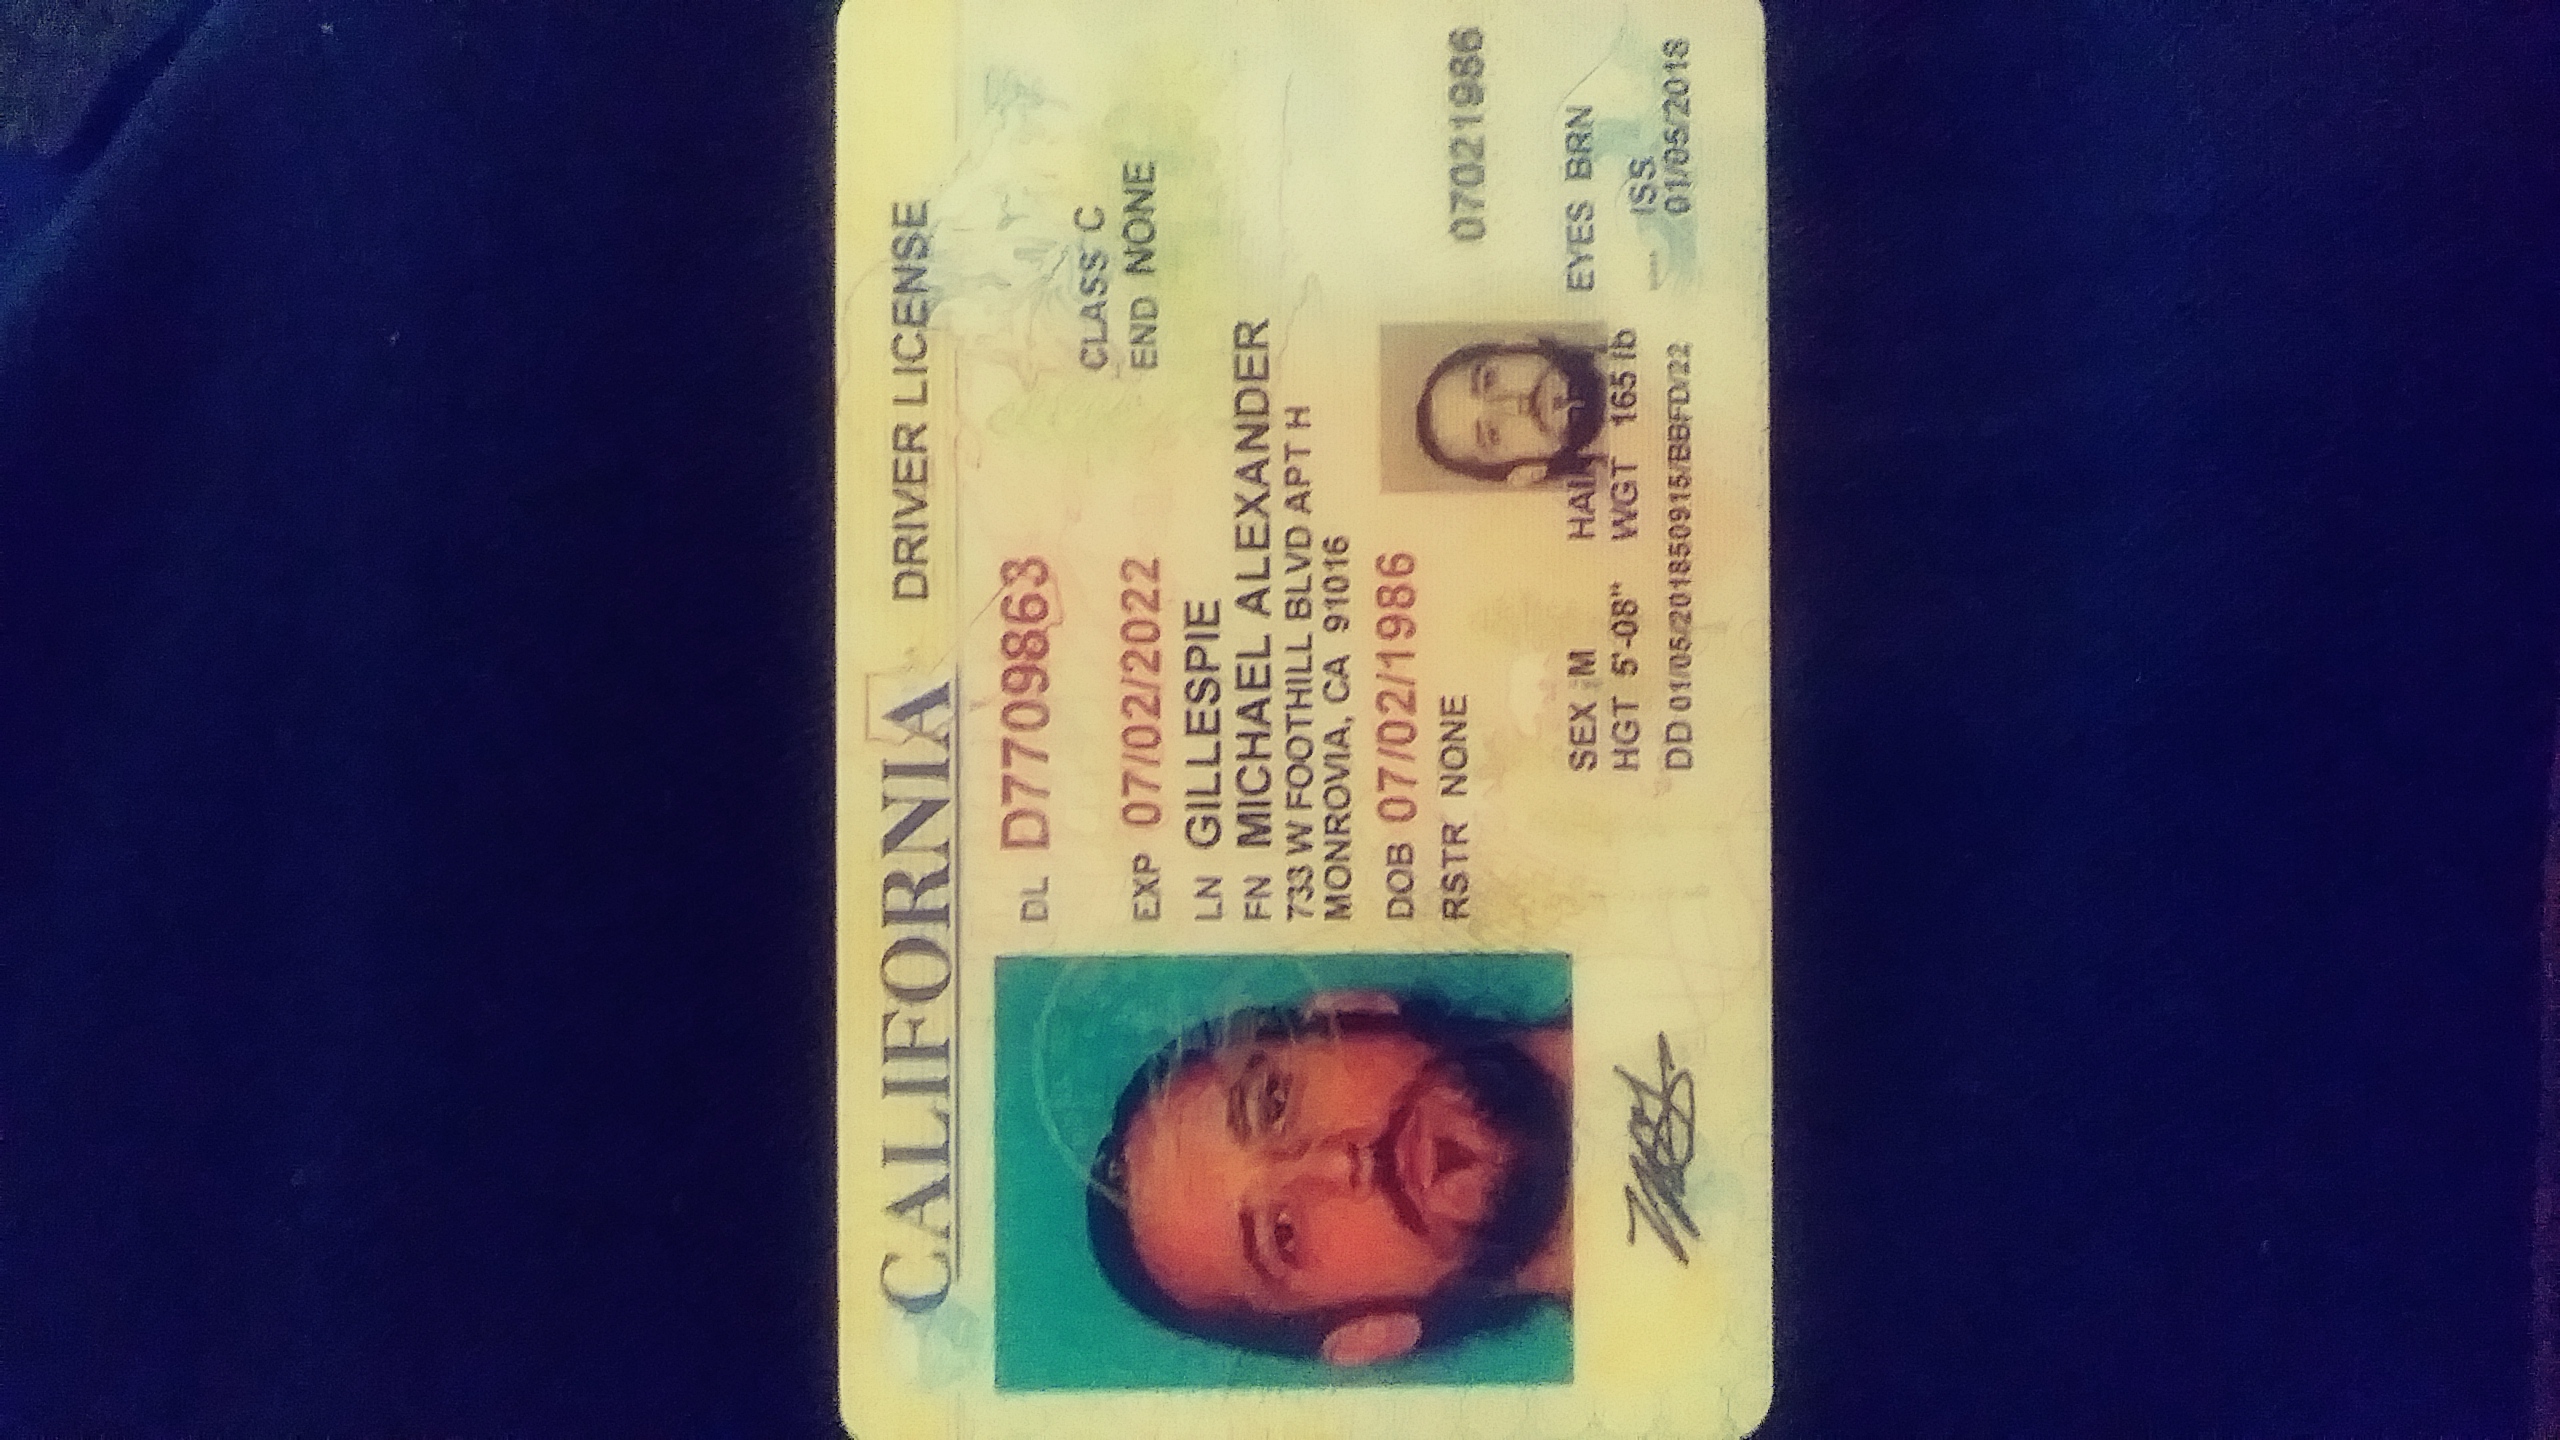 CALIFORNIA DRIVER LICENSE
DL D7709863
CLASS C
EXP 07/02/2022
END NONE
LN GILLESPIE
FN MICHAEL ALEXANDER
733 W FOOTHILL BLVD APT H
MONROVIA, CA 91016
DOB 07/02/1986
RSTR NONE
07021986
SEX M EYES BRN
HGT 5'-08" WGT 165 lb
ISS
DD 01/05/201850915/BBFD/22 01/05/2018